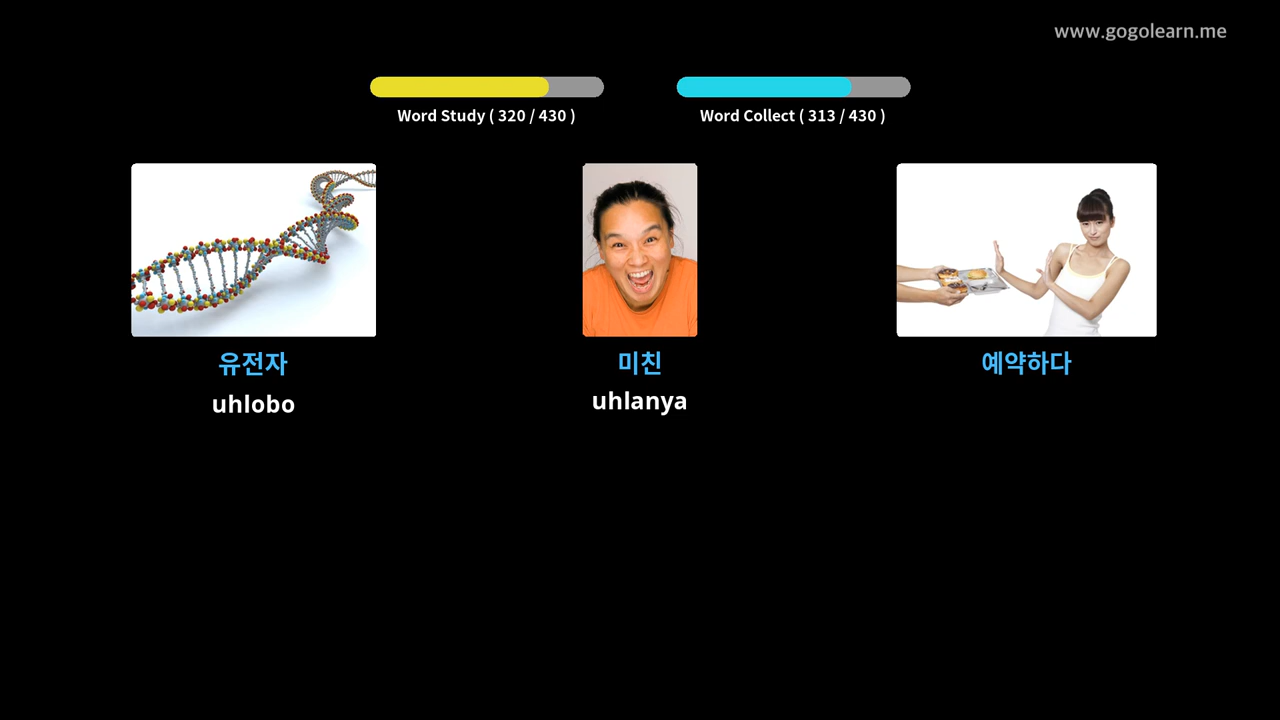 www.gogolearn.me
Word Study ( 320 / 430 )
Word Collect ( 313 / 430 )
유전자
uhlobo
미친
uhlanya
예약하다